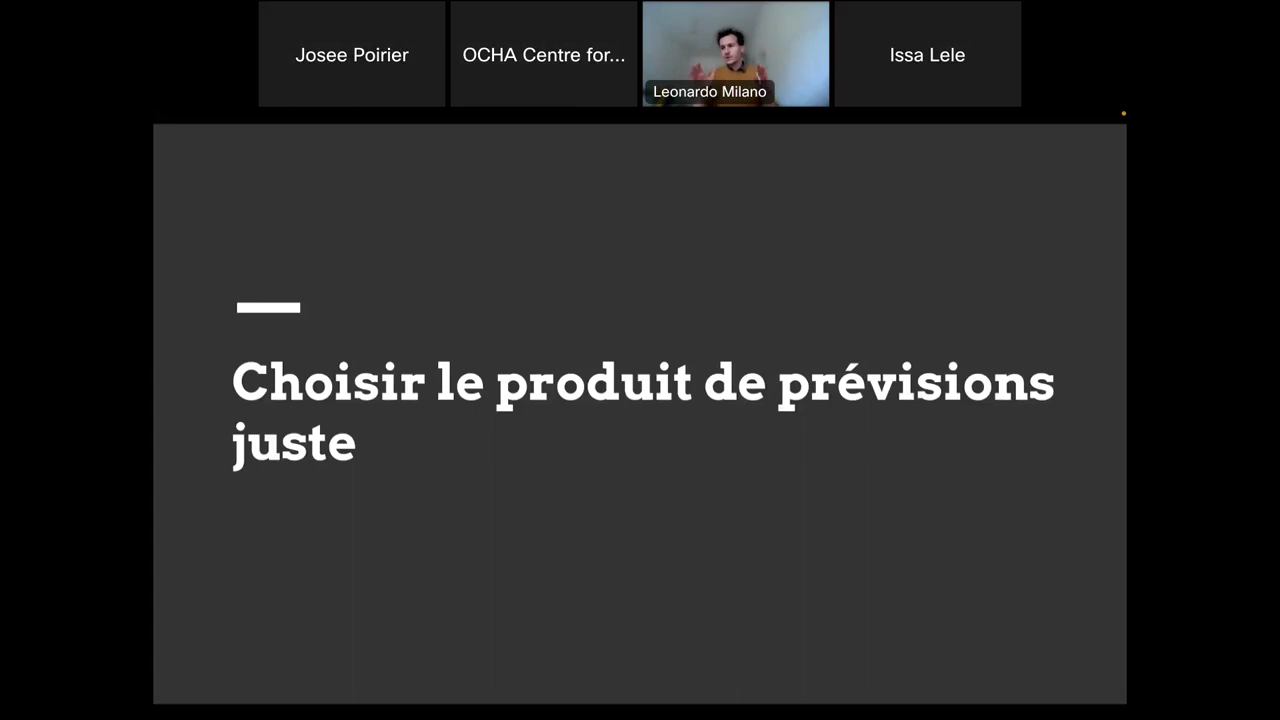 Josee Poirier
OCHA Centre for...
Leonardo Milano
Issa Lele
Choisir le produit de prévisions
juste